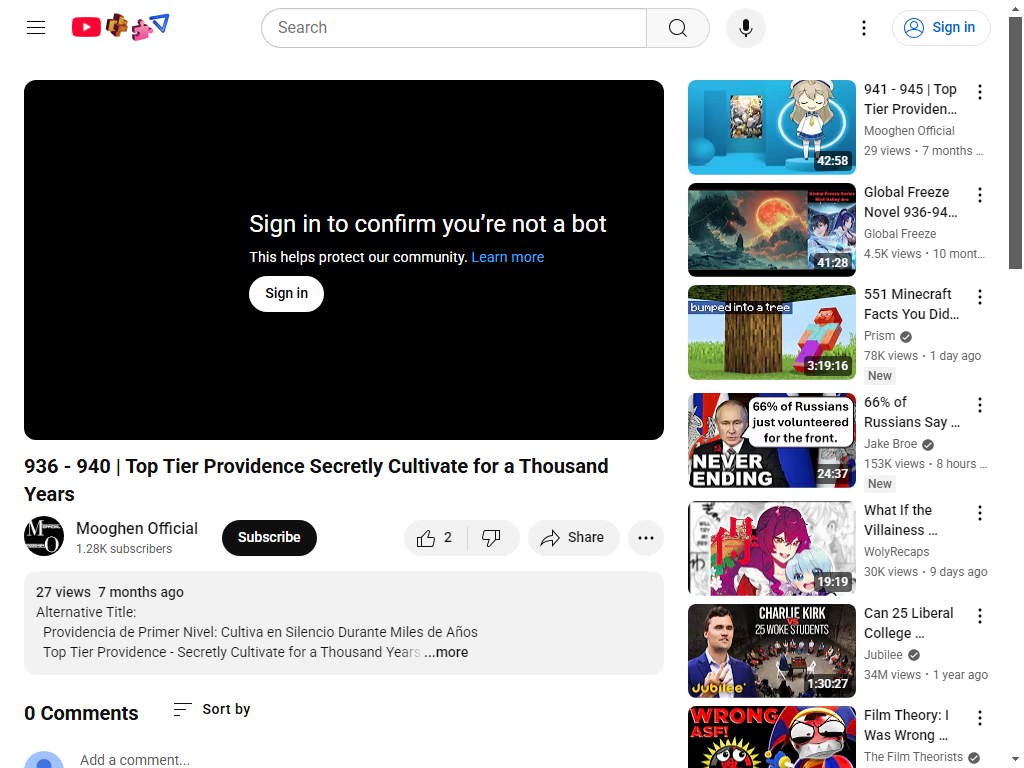 Search
Sign in
Sign in to confirm you’re not a bot
This helps protect our community. Learn more
Sign in
936 - 940 | Top Tier Providence Secretly Cultivate for a Thousand
Years
Mooghen Official
1.28K subscribers
Subscribe
2
Share
27 views 7 months ago
Alternative Title:
Providencia de Primer Nivel: Cultiva en Silencio Durante Miles de Años
Top Tier Providence - Secretly Cultivate for a Thousand Years ...more
0 Comments
Sort by
Add a comment...
42:58
941 - 945 | Top
Tier Providen...
Mooghen Official
29 views • 7 months ...
41:28
Global Freeze
Novel 936-94...
Global Freeze
4.5K views • 10 mont...
bumped into a tree
3:19:16
551 Minecraft
Facts You Did...
Prism
78K views • 1 day ago
New
66% of Russians
just volunteered
for the front.
NEVER
ENDING
24:37
66% of
Russians Say ...
Jake Broe
153K views • 8 hours ...
New
19:19
What If the
Villainess ...
WolyRecaps
30K views • 9 days ago
CHARLIE KIRK
VS
25 WOKE STUDENTS
Jubilee
1:30:27
Can 25 Liberal
College ...
Jubilee
34M views • 1 year ago
WRONG
ASF!
Film Theory: I
Was Wrong ...
The Film Theorists